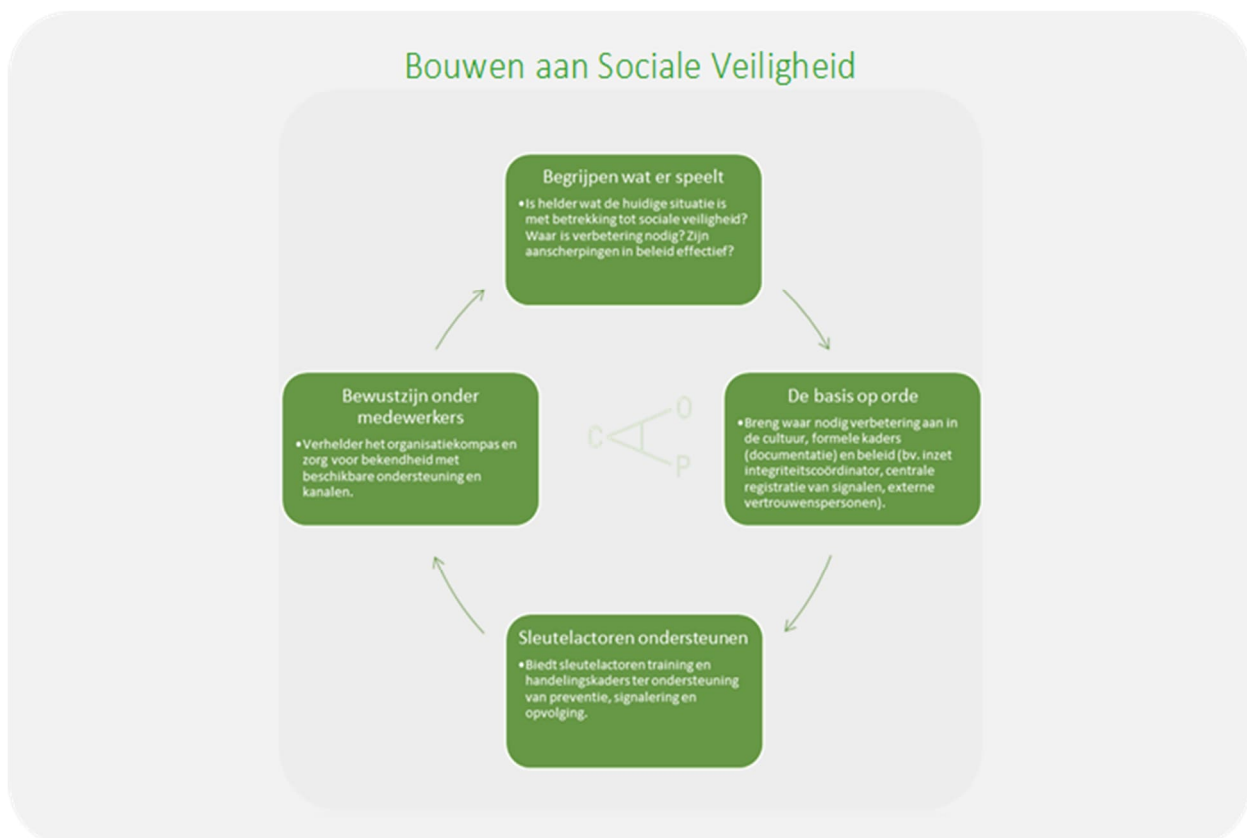 Bouwen aan Sociale Veiligheid
Begrijpen wat er speelt
•Is helder wat de huidige situatie is
met betrekking tot sociale veiligheid?
Waar is verbetering nodig? Zijn
aanscherpingen in beleid effectief?
Bewustzijn onder
medewerkers
•Verhelder het organisatiekompas en
zorg voor bekendheid met
beschikbare ondersteuning en
kanalen.
C
O
P
De basis op orde
•Breng waar nodig verbetering aan in
de cultuur, formele kaders
(documentatie) en beleid (bv. inzet
integriteitscoördinator, centrale
registratie van signalen, externe
vertrouwenspersonen).
Sleutelactoren ondersteunen
•Biedt sleutelactoren training en
handelingskaders ter ondersteuning
van preventie, signalering en
opvolging.